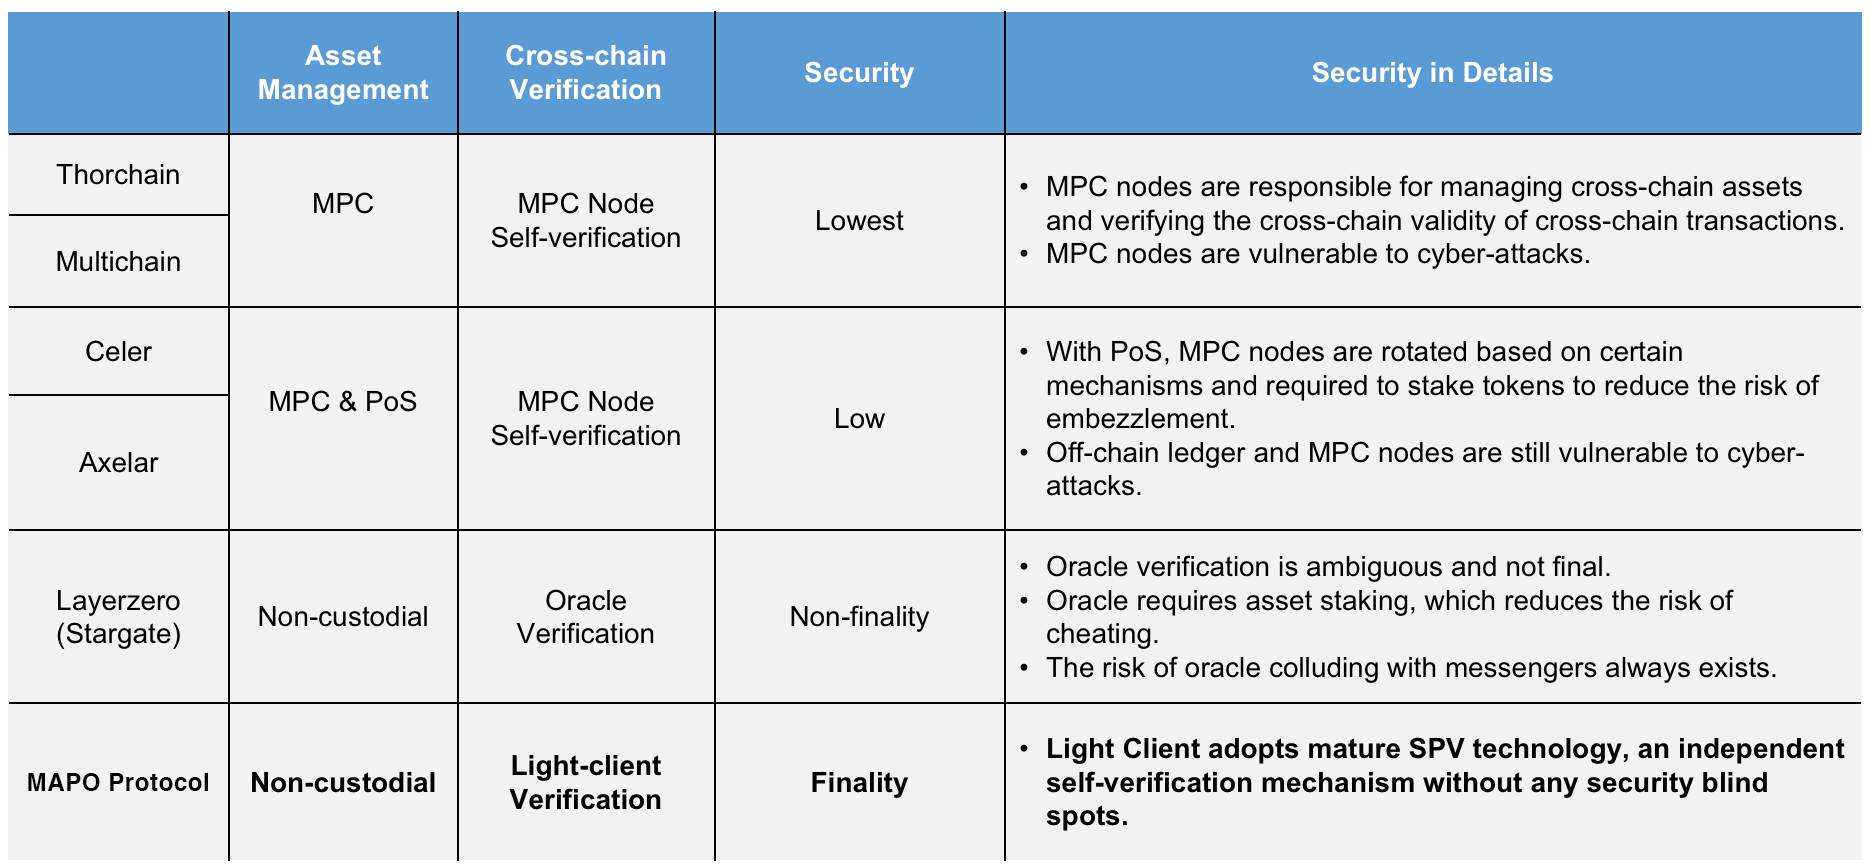 Asset
Management
Cross-chain
Verification
Security
Security in Details
Thorchain
Multichain
MPC
MPC Node
Self-verification
Lowest
• MPC nodes are responsible for managing cross-chain assets
and verifying the cross-chain validity of cross-chain transactions.
• MPC nodes are vulnerable to cyber-attacks.
Celer
Axelar
MPC & PoS
MPC Node
Self-verification
Low
• With PoS, MPC nodes are rotated based on certain
mechanisms and required to stake tokens to reduce the risk of
embezzlement.
• Off-chain ledger and MPC nodes are still vulnerable to cyber-
attacks.
Layerzero
(Stargate)
Non-custodial
Oracle
Verification
Non-finality
• Oracle verification is ambiguous and not final.
• Oracle requires asset staking, which reduces the risk of
cheating.
• The risk of oracle colluding with messengers always exists.
MAPO Protocol
Non-custodial
Light-client
Verification
Finality
• Light Client adopts mature SPV technology, an independent
self-verification mechanism without any security blind
spots.